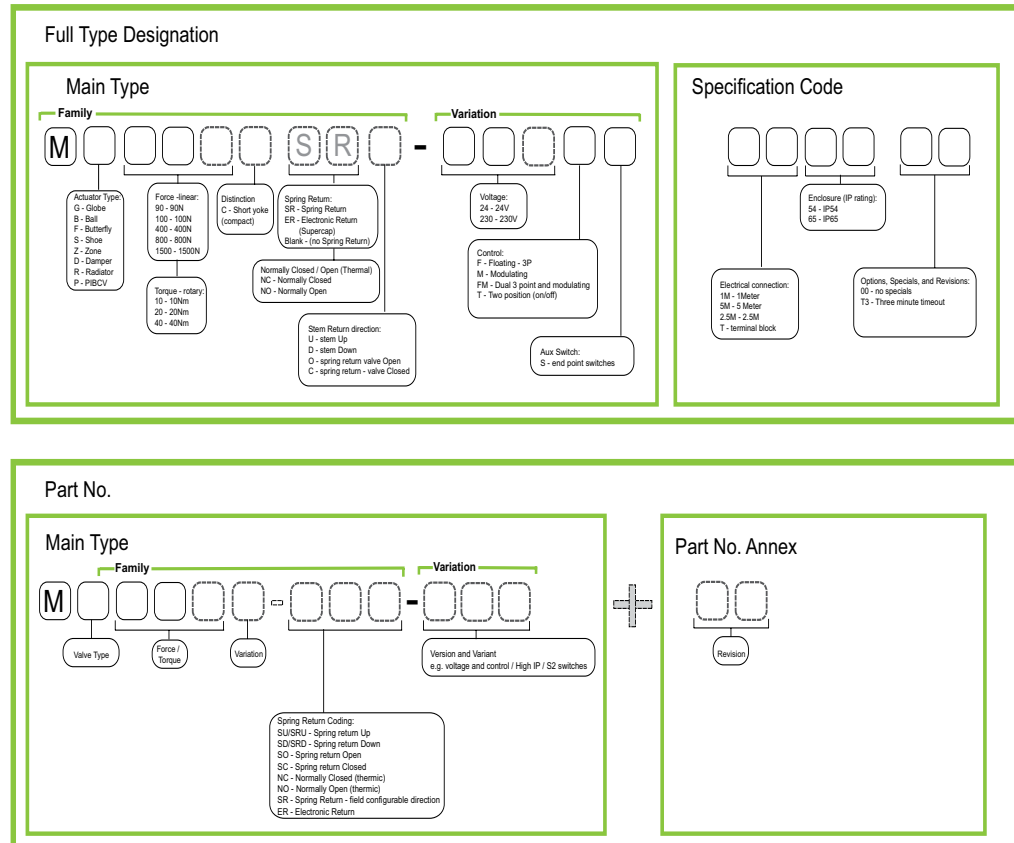 Full Type Designation
Main Type
Specification Code
Family
Variation
M
S
R
-
Actuator Type:
G - Globe
B - Ball
F - Butterfly
S - Shoe
Z - Zone
D - Damper
R - Radiator
P - PIBCV
Force -linear:
90 - 90N
100 - 100N
400 - 400N
800 - 800N
1500 - 1500N
Torque - rotary:
10 - 10Nm
20 - 20Nm
40 - 40Nm
Distinction
C - Short yoke
(compact)
Spring Return:
SR - Spring Return
ER - Electronic Return
(Supercap)
Blank - (no Spring Return)
Normally Closed / Open (Thermal)
NC - Normally Closed
NO - Normally Open
Stem Return direction:
U - stem Up
D - stem Down
O - spring return valve Open
C - spring return - valve Closed
Voltage:
24 - 24V
230 - 230V
Control:
F - Floating - 3P
M - Modulating
FM - Dual 3 point and modulating
T - Two position (on/off)
Aux Switch:
S - end point switches
Enclosure (IP rating):
54 - IP54
65 - IP65
Electrical connection:
1M - 1Meter
5M - 5 Meter
2.5M - 2.5M
T - terminal block
Options, Specials, and Revisions:
00 - no specials
T3 - Three minute timeout
Part No.
Main Type
Part No. Annex
Family
Variation
M
-
-
Valve Type
Force /
Torque
Variation
Version and Variant
e.g. voltage and control / High IP / S2 switches
Revision
Spring Return Coding:
SU/SRU - Spring return Up
SD/SRD - Spring return Down
SO - Spring return Open
SC - Spring return Closed
NC - Normally Closed (thermic)
NO - Normally Open (thermic)
SR - Spring Return - field configurable direction
ER - Electronic Return